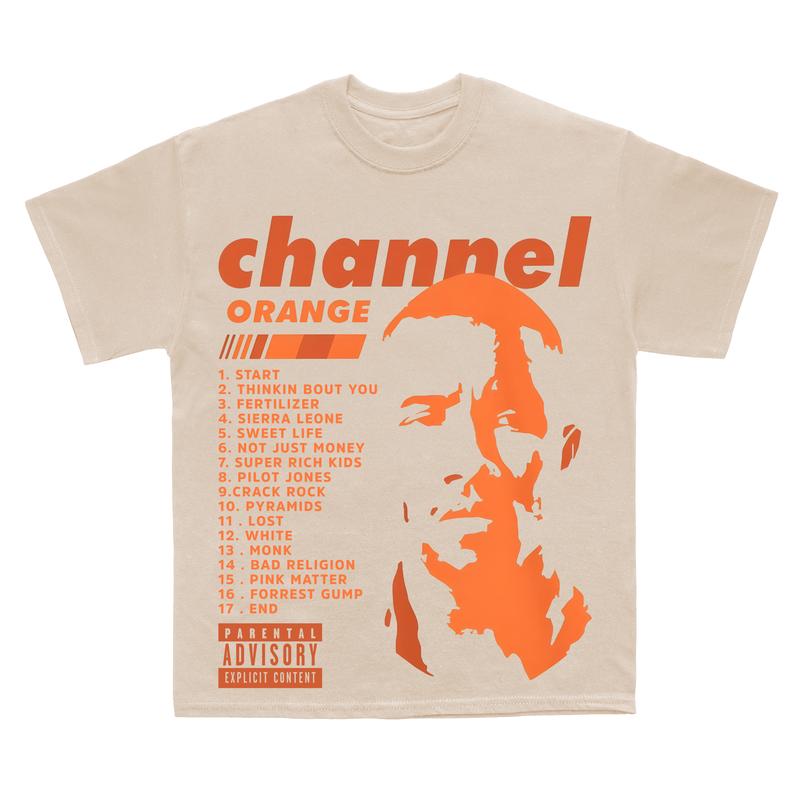 channel
ORANGE
1. START
2. THINKIN BOUT YOU
3. FERTILIZER
4. SIERRA LEONE
5. SWEET LIFE
6. NOT JUST MONEY
7. SUPER RICH KIDS
8. PILOT JONES
9.CRACK ROCK
10. PYRAMIDS
11 . LOST
12. WHITE
13 . MONK
14 . BAD RELIGION
15 . PINK MATTER
16 . FORREST GUMP
17 . END
PARENTAL
ADVISORY
EXPLICIT CONTENT